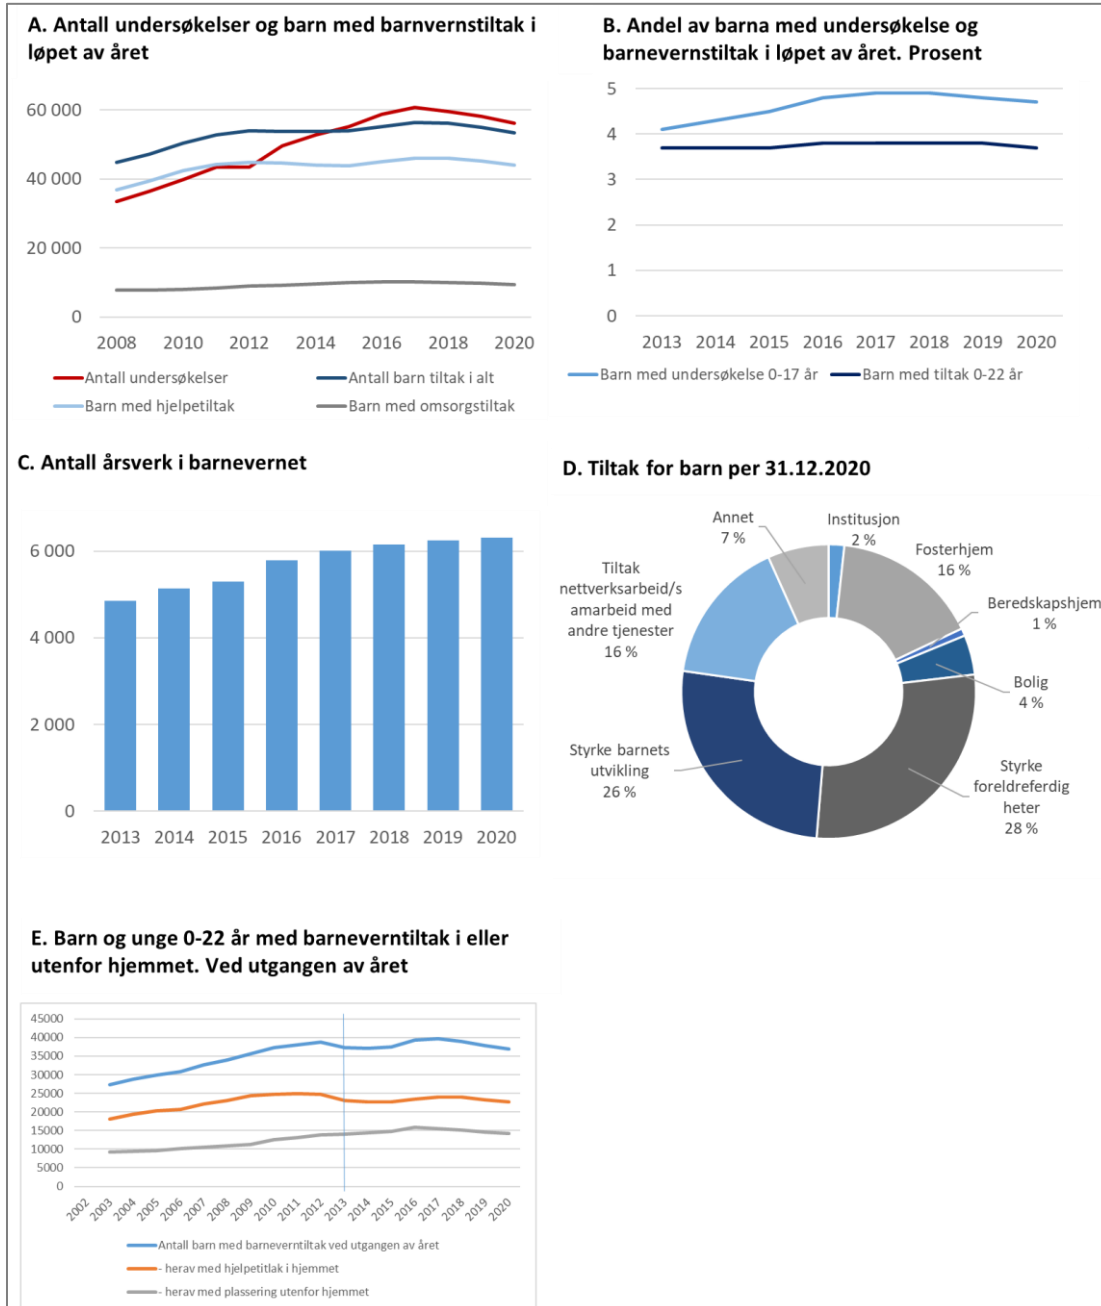 A. Antall undersøkelser og barn med barnvernstiltak i
løpet av året
60 000
40 000
20 000
0
2008 2010 2012 2014 2016 2018 2020
Antall undersøkelser
Antall barn tiltak i alt
Barn med hjelpetiltak
Barn med omsorgstiltak
B. Andel av barna med undersøkelse og
barnevernstiltak i løpet av året. Prosent
5
4
3
2
1
0
2013 2014 2015 2016 2017 2018 2019 2020
Barn med undersøkelse 0-17 år
Barn med tiltak 0-22 år
C. Antall årsverk i barnevernet
6 000
4 000
2 000
0
2013 2014 2015 2016 2017 2018 2019 2020
D. Tiltak for barn per 31.12.2020
Institusjon
2 %
Fosterhjem
16 %
Beredskapshjem
1 %
Bolig
4 %
Styrke
foreldreferdig
heter
28 %
Styrke barnets
utvikling
26 %
Tiltak
nettverksarbeid/s
amarbeid med
andre tjenester
16 %
Annet
7 %
E. Barn og unge 0-22 år med barneverntiltak i eller
utenfor hjemmet. Ved utgangen av året
45000
40000
35000
30000
25000
20000
15000
10000
5000
0
2002 2003 2004 2005 2006 2007 2008 2009 2010 2011 2012 2013 2014 2015 2016 2017 2018 2019 2020
Antall barn med barneverntiltak ved utgangen av året
- herav med hjelpetitlak i hjemmet
- herav med plassering utenfor hjemmet